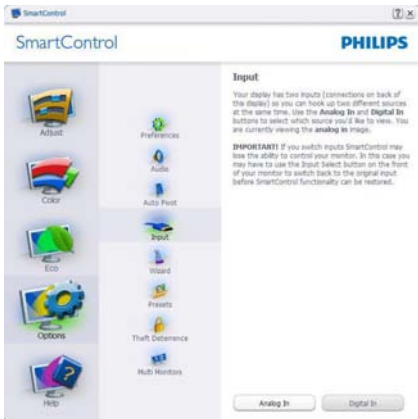 SmartControl
SmartControl
PHILIPS
Adjust
Color
Eco
Options
Help
Preferences
Audio
Auto Pivot
Input
Wizard
Presets
Theft Deterrence
Multi Monitors
Input
Your display has two inputs (connections on back of
the display) so you can hook up two different sources
at the same time. Use the Analog In and Digital In
buttons to select which source you'd like to view. You
are currently viewing the analog in image.
IMPORTANT! If you switch inputs SmartControl may
lose the ability to control your monitor. In this case you
may have to use the Input Select button on the front
of your monitor to switch back to the original input
before SmartControl functionality can be restored.
Analog In
Digital In